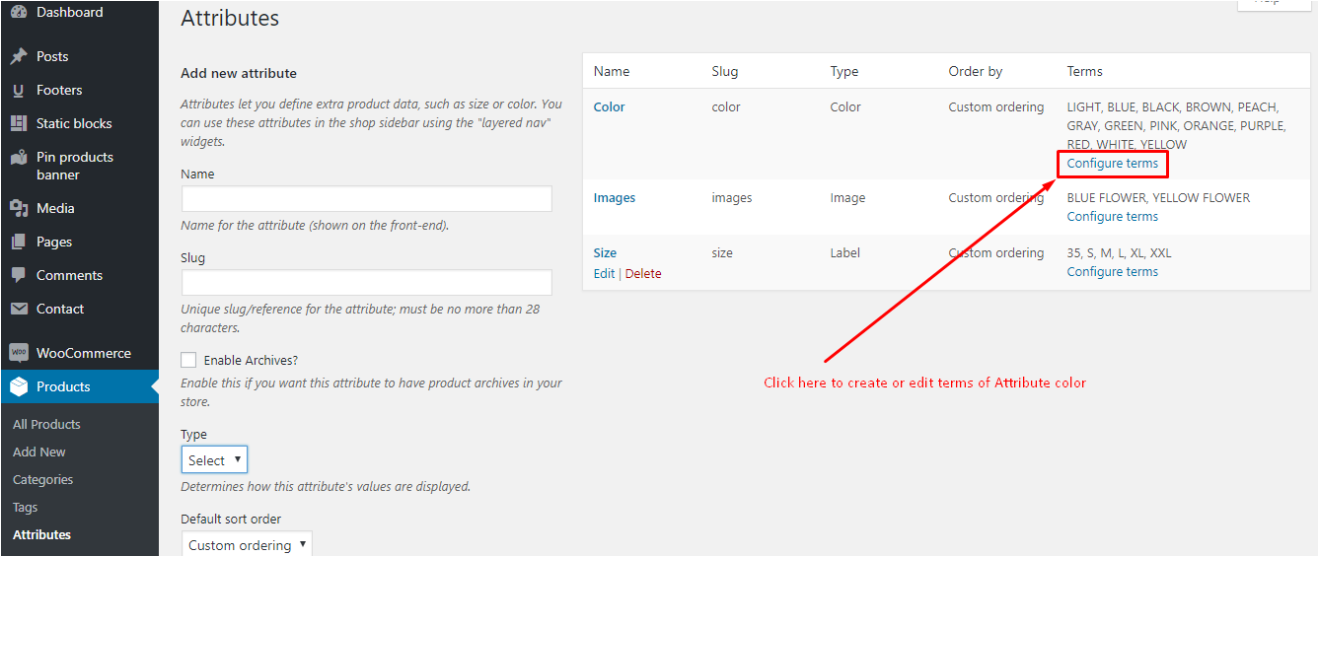 Dashboard
Posts
Footers
Static blocks
Pin products
banner
Media
Pages
Comments
Contact
WooCommerce
Products
All Products
Add New
Categories
Tags
Attributes
Attributes
Add new attribute
Attributes let you define extra product data, such as size or color. You
can use these attributes in the shop sidebar using the "layered nav"
widgets.
Name
Name for the attribute (shown on the front-end).
Slug
Unique slug/reference for the attribute; must be no more than 28
characters.
Enable Archives?
Enable this if you want this attribute to have product archives in your
store.
Type
Select
Determines how this attribute's values are displayed.
Default sort order
Custom ordering
Name Slug Type Order by Terms
Color color Color Custom ordering LIGHT, BLUE, BLACK, BROWN, PEACH,
GRAY, GREEN, PINK, ORANGE, PURPLE,
RED, WHITE, YELLOW
Configure terms
Images images Image Custom ordering BLUE FLOWER, YELLOW FLOWER
Configure terms
Size size Label Custom ordering 35, S, M, L, XL, XXL
Edit | Delete Configure terms
Click here to create or edit terms of Attribute color